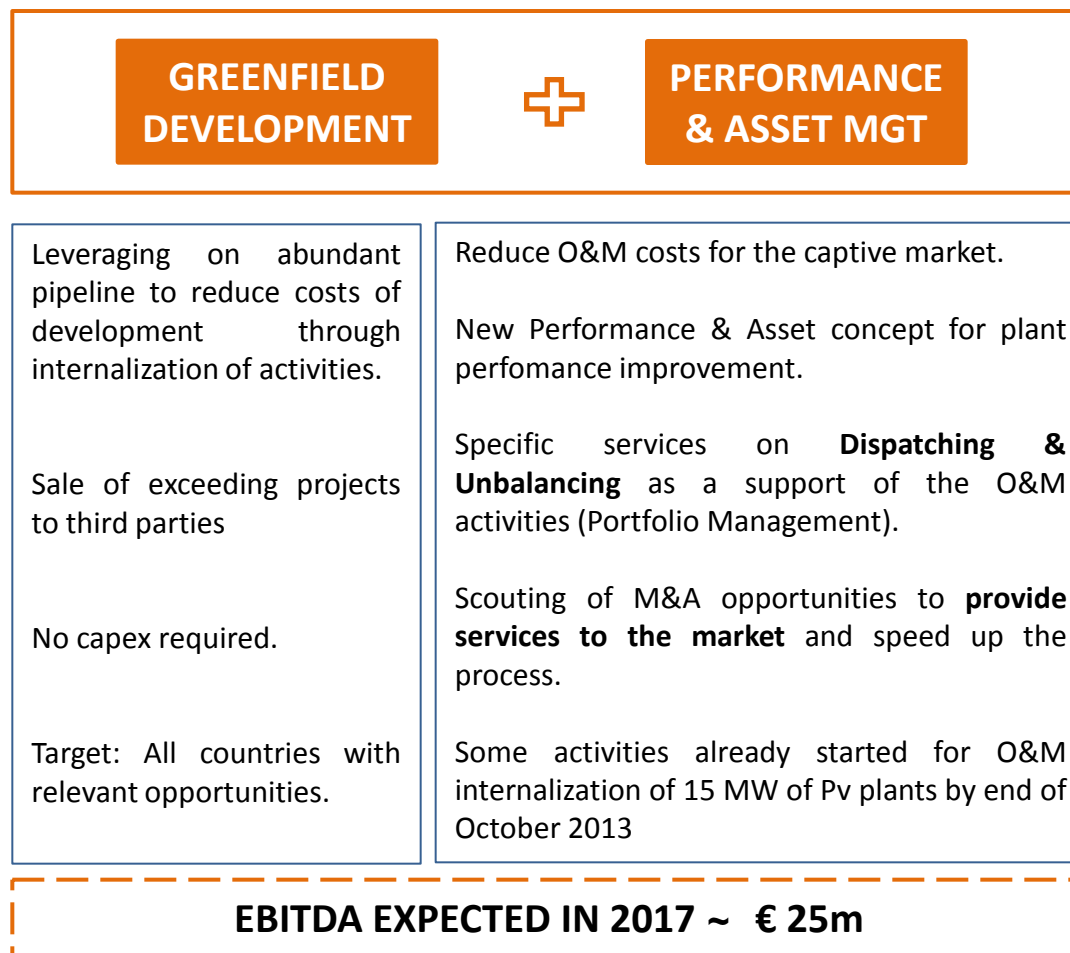 GREENFIELD
DEVELOPMENT
PERFORMANCE
& ASSET MGT
Leveraging on abundant
pipeline to reduce costs of
development through
internalization of activities.
Sale of exceeding projects
to third parties
No capex required.
Target: All countries with
relevant opportunities.
Reduce O&M costs for the captive market.
New Performance & Asset concept for plant
perfomance improvement.
Specific services on Dispatching &
Unbalancing as a support of the O&M
activities (Portfolio Management).
Scouting of M&A opportunities to provide
services to the market and speed up the
process.
Some activities already started for O&M
internalization of 15 MW of Pv plants by end of
October 2013
EBITDA EXPECTED IN 2017 ~ € 25m